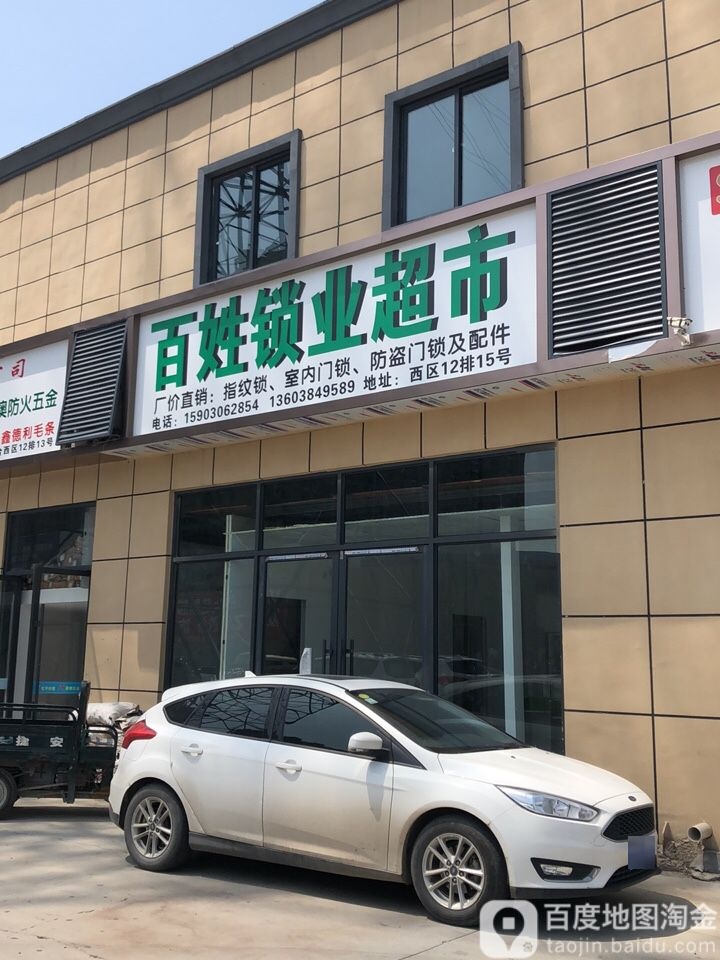 百姓锁业超市
厂价直销：指纹锁、室内门锁、防盗门锁及配件
电话：15903062854 13603849589 地址：西区12排15号
司
澳防火五金
鑫德利毛条
西区12排13号
捷安
百度地图淘金
taojin.baidu.com